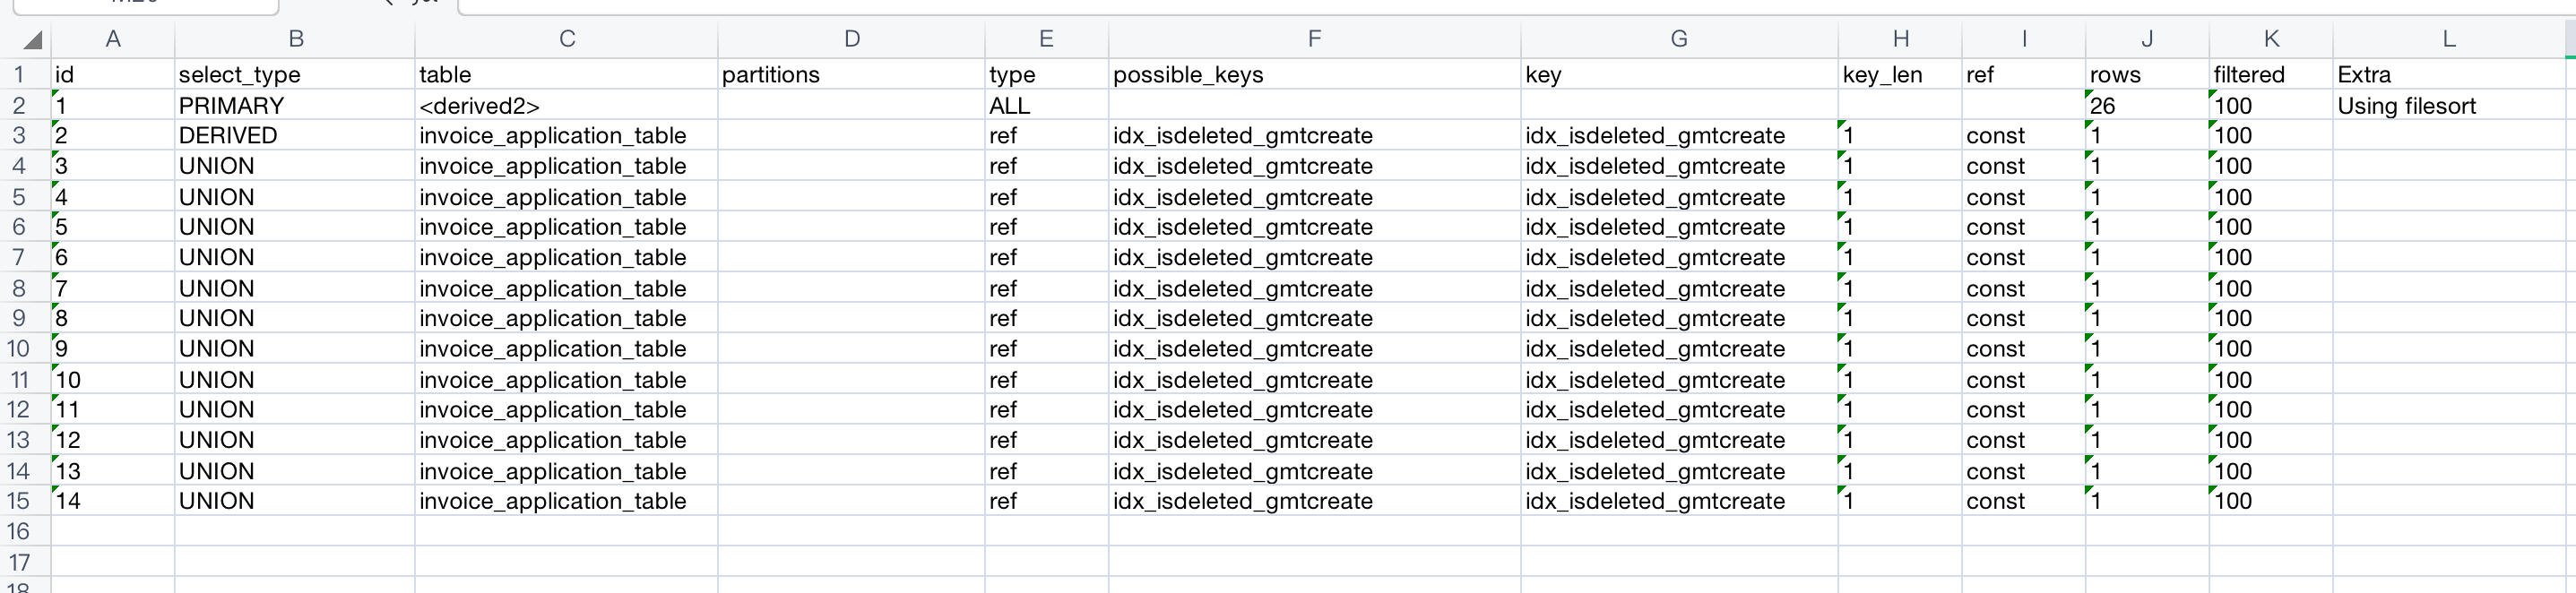 A B C D E F G H I J K L
1 id select_type table partitions type possible_keys key key_len ref rows filtered Extra
2 1 PRIMARY <derived2> ALL 26 100 Using filesort
3 2 DERIVED invoice_application_table ref idx_isdeleted_gmtcreate idx_isdeleted_gmtcreate 1 const 1 100
4 3 UNION invoice_application_table ref idx_isdeleted_gmtcreate idx_isdeleted_gmtcreate 1 const 1 100
5 4 UNION invoice_application_table ref idx_isdeleted_gmtcreate idx_isdeleted_gmtcreate 1 const 1 100
6 5 UNION invoice_application_table ref idx_isdeleted_gmtcreate idx_isdeleted_gmtcreate 1 const 1 100
7 6 UNION invoice_application_table ref idx_isdeleted_gmtcreate idx_isdeleted_gmtcreate 1 const 1 100
8 7 UNION invoice_application_table ref idx_isdeleted_gmtcreate idx_isdeleted_gmtcreate 1 const 1 100
9 8 UNION invoice_application_table ref idx_isdeleted_gmtcreate idx_isdeleted_gmtcreate 1 const 1 100
10 9 UNION invoice_application_table ref idx_isdeleted_gmtcreate idx_isdeleted_gmtcreate 1 const 1 100
11 10 UNION invoice_application_table ref idx_isdeleted_gmtcreate idx_isdeleted_gmtcreate 1 const 1 100
12 11 UNION invoice_application_table ref idx_isdeleted_gmtcreate idx_isdeleted_gmtcreate 1 const 1 100
13 12 UNION invoice_application_table ref idx_isdeleted_gmtcreate idx_isdeleted_gmtcreate 1 const 1 100
14 13 UNION invoice_application_table ref idx_isdeleted_gmtcreate idx_isdeleted_gmtcreate 1 const 1 100
15 14 UNION invoice_application_table ref idx_isdeleted_gmtcreate idx_isdeleted_gmtcreate 1 const 1 100
16
17
18